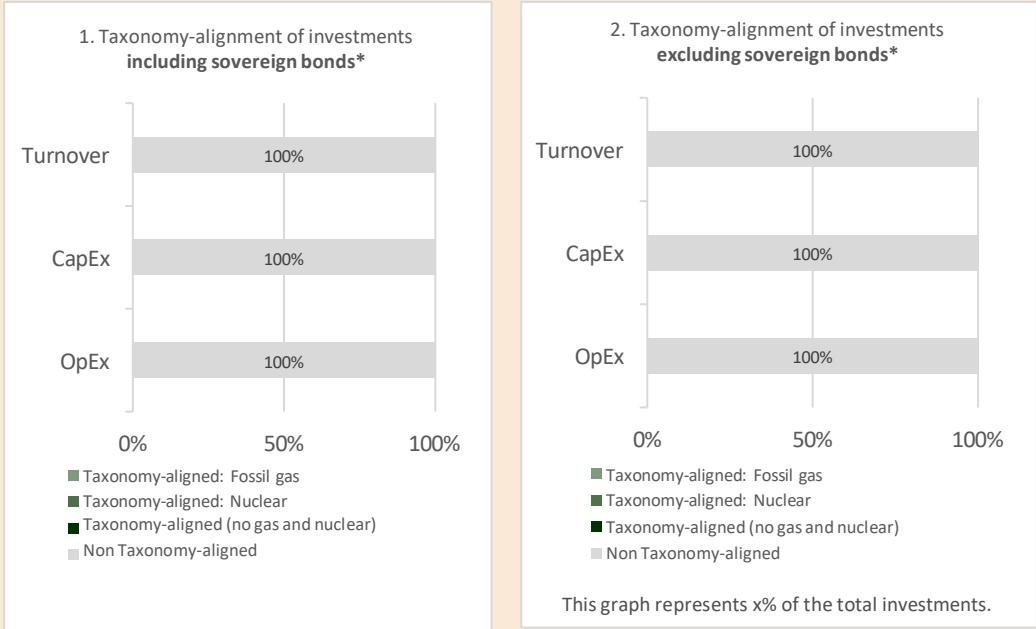 1. Taxonomy-alignment of investments
including sovereign bonds*
Turnover
100%
CapEx
100%
OpEx
100%
0% 50% 100%
Taxonomy-aligned: Fossil gas
Taxonomy-aligned: Nuclear
Taxonomy-aligned (no gas and nuclear)
Non Taxonomy-aligned
2. Taxonomy-alignment of investments
excluding sovereign bonds*
Turnover
100%
CapEx
100%
OpEx
100%
0% 50% 100%
Taxonomy-aligned: Fossil gas
Taxonomy-aligned: Nuclear
Taxonomy-aligned (no gas and nuclear)
Non Taxonomy-aligned
This graph represents x% of the total investments.